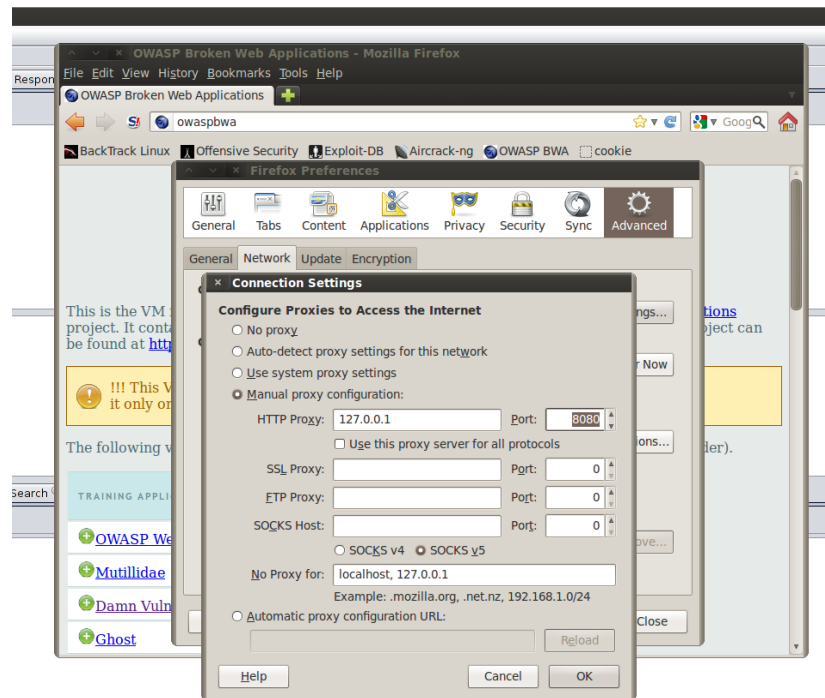 OWASP Broken Web Applications - Mozilla Firefox
File Edit View History Bookmarks Tools Help
Respon
OWASP Broken Web Applications
owaspbwa
Goog
BackTrack Linux Offensive Security Exploit-DB Aircrack-ng OWASP BWA cookie
Firefox Preferences
General Tabs Content Applications Privacy Security Sync Advanced
General Network Update Encryption
Connection Settings
Configure Proxies to Access the Internet
This is the VM
tions
No proxy
ngs...
project. It conta
ject can
be found at http
Auto-detect proxy settings for this network
Use system proxy settings
r Now
!!! This V
it only on
Manual proxy configuration:
HTTP Proxy: 127.0.0.1 Port: 8080
Use this proxy server for all protocols
ions...
The following v
der).
SSL Proxy: Port: 0
Search
TRAINING APPLI
FTP Proxy: Port: 0
SOCKS Host: Port: 0
OWASP We
SOCKS v4 SOCKS v5
ove...
Mutillidae
No Proxy for: localhost, 127.0.0.1
Example: .mozilla.org, .net.nz, 192.168.1.0/24
Damn Vuln
Automatic proxy configuration URL:
Close
Ghost
Reload
Help Cancel OK